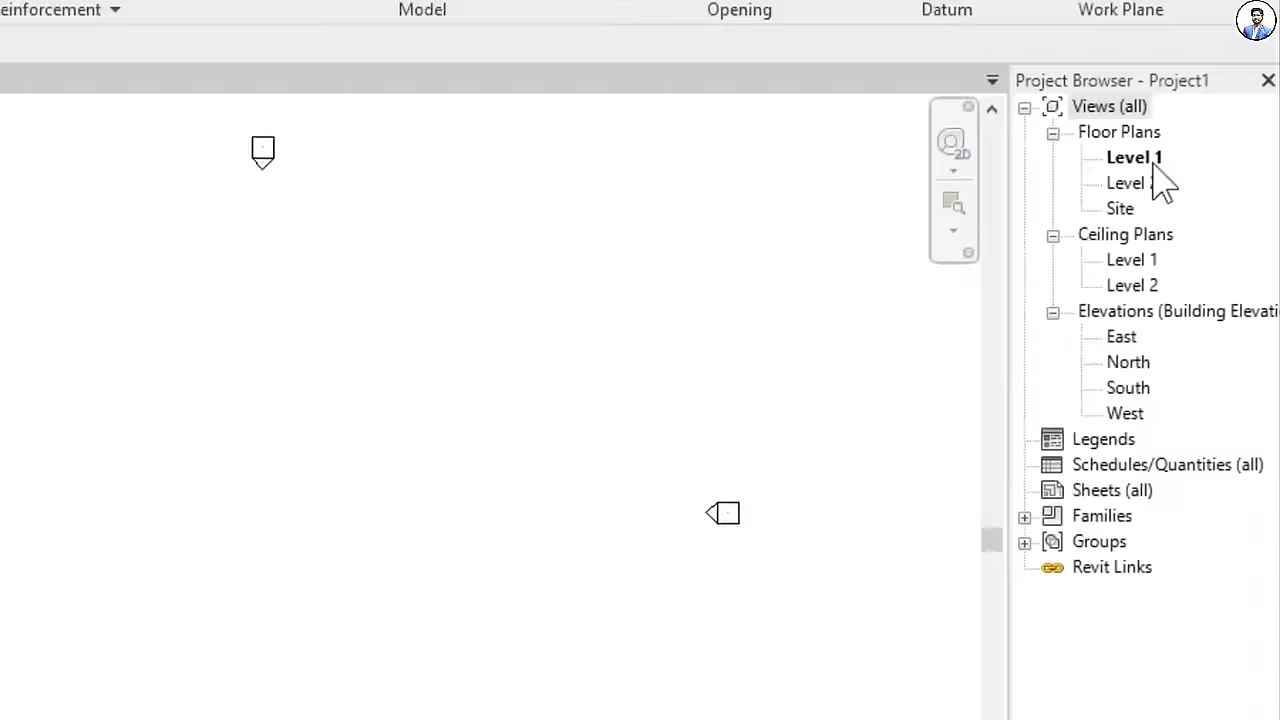 einforcement
Model
Opening
Datum
Work Plane
Project Browser - Project1
Views (all)
Floor Plans
Level 1
Level
Site
Ceiling Plans
Level 1
Level 2
Elevations (Building Elevati
East
North
South
West
Legends
Schedules/Quantities (all)
Sheets (all)
Families
Groups
Revit Links
2D